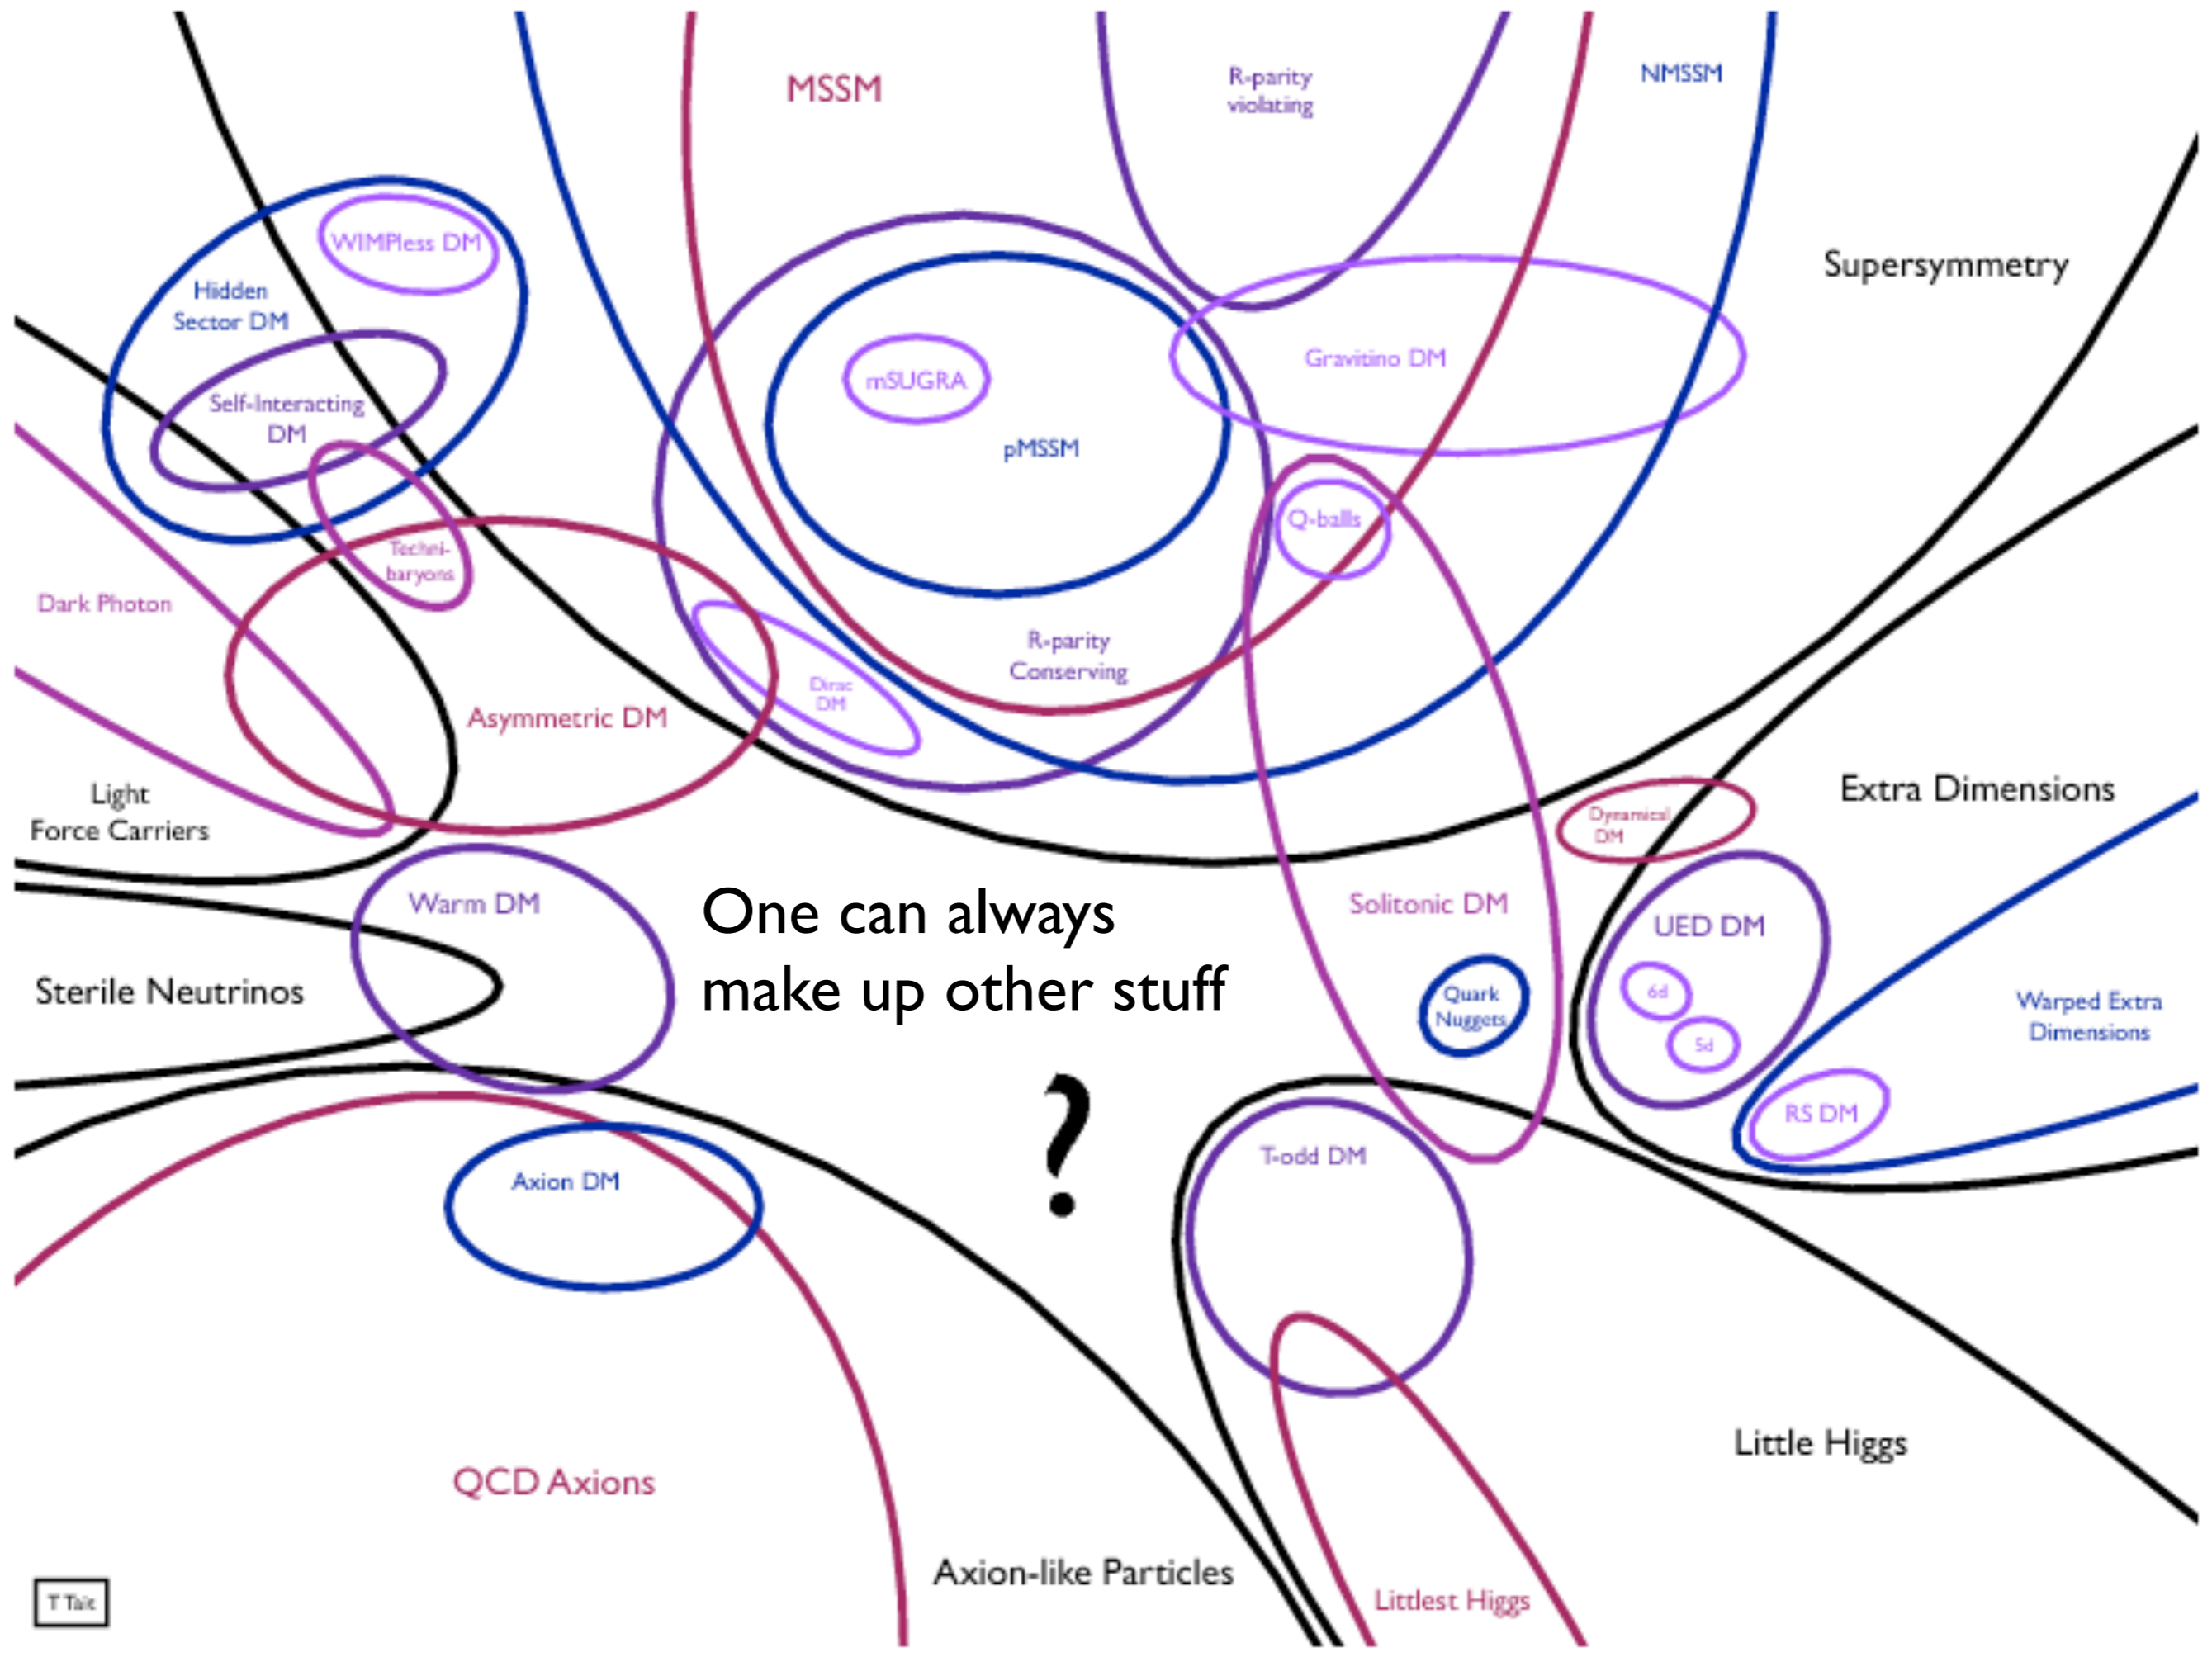 MSSM
R-parity
violating
NMSSM
WIMPless DM
Supersymmetry
Hidden
Sector DM
Gravitino DM
mSUGRA
Self-Interacting
DM
pMSSM
Q-balls
Techni-
baryons
Dark Photon
R-parity
Conserving
Dirac
DM
Asymmetric DM
Light
Force Carriers
Extra Dimensions
Dynamical
DM
Warm DM
One can always
make up other stuff
Solitonic DM
UED DM
Sterile Neutrinos
Quark
Nuggets
6d
5d
Warped Extra
Dimensions
RS DM
?
T-odd DM
Axion DM
Little Higgs
QCD Axions
Axion-like Particles
Littlest Higgs
T Tait